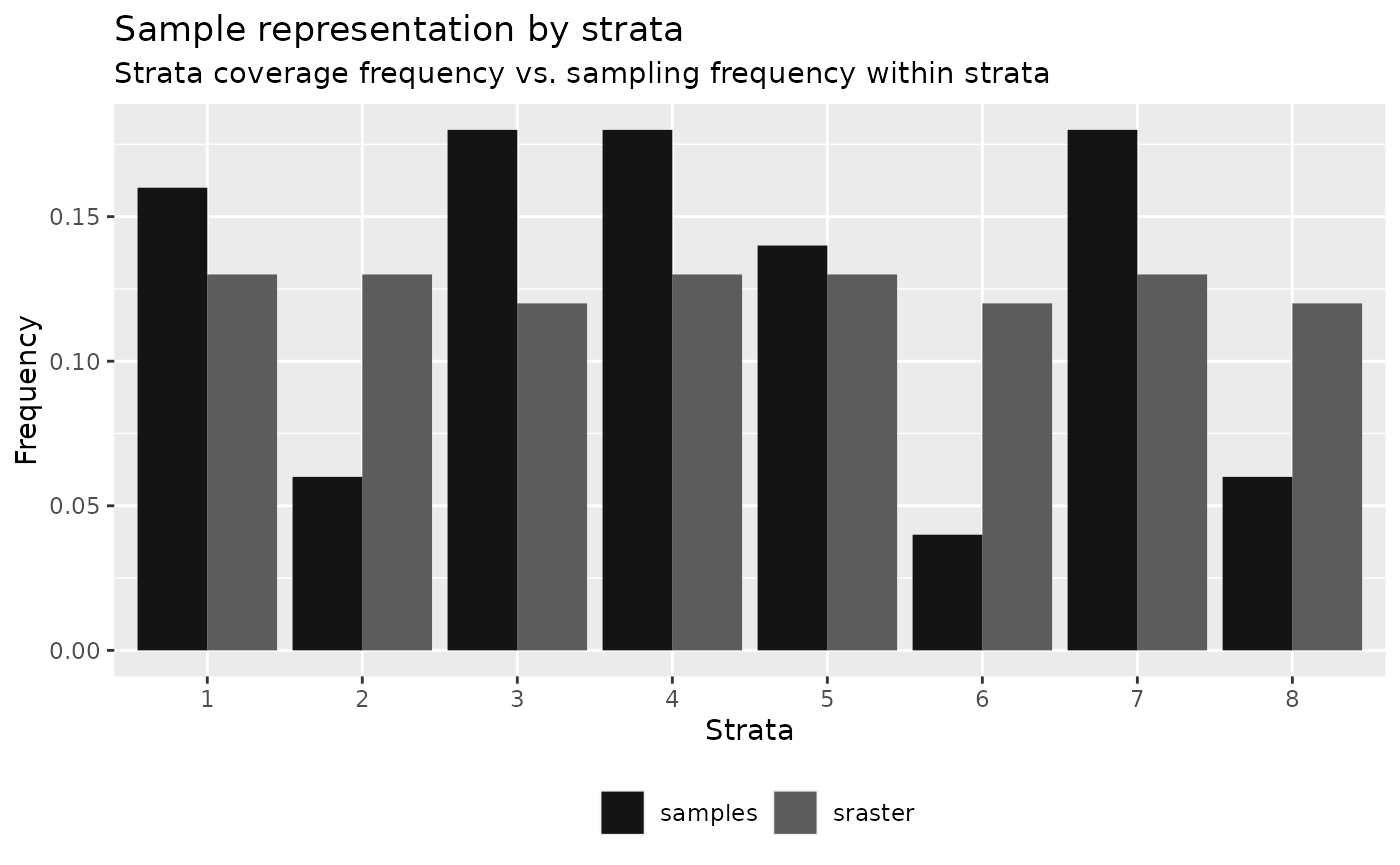 Sample representation by strata
Strata coverage frequency vs. sampling frequency within strata
Frequency
0.15
0.10
0.05
0.00
1 2 3 4 5 6 7 8
Strata
samples sraster